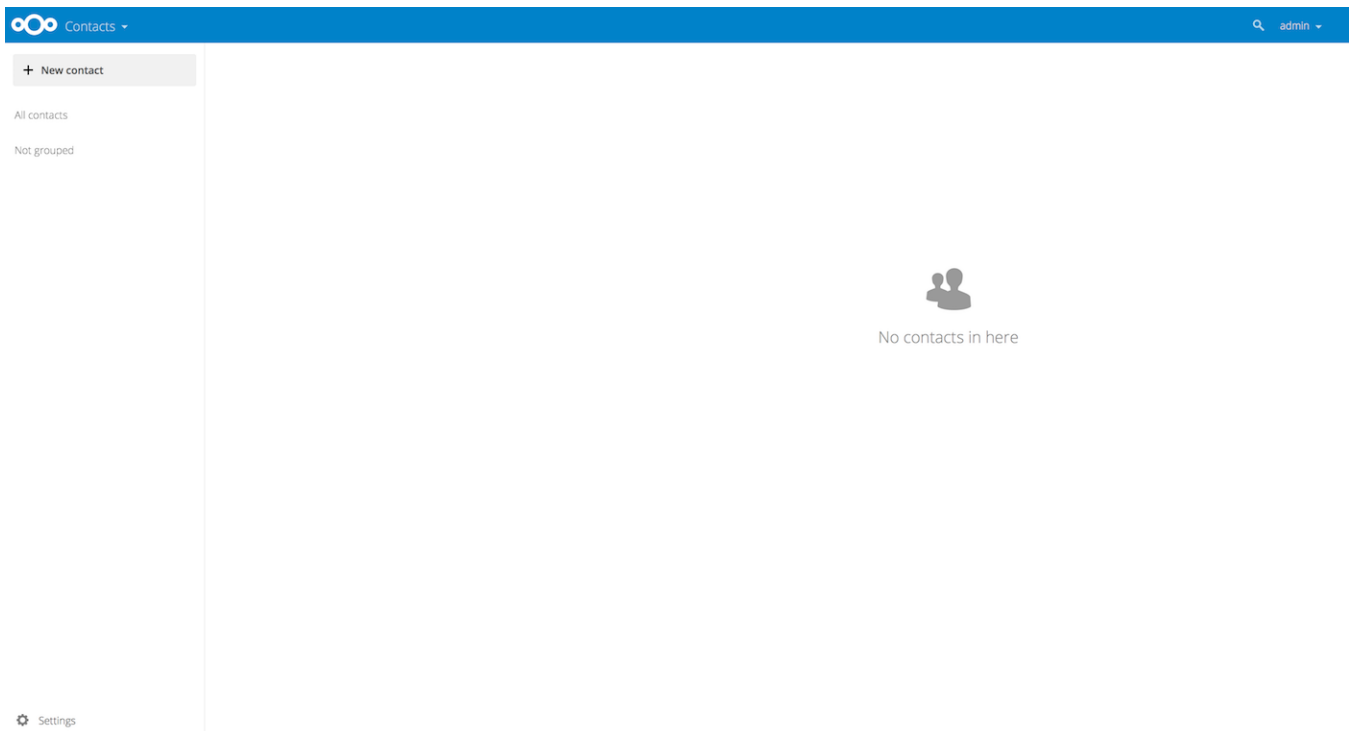 Contacts
admin
New contact
All contacts
Not grouped
No contacts in here
Settings